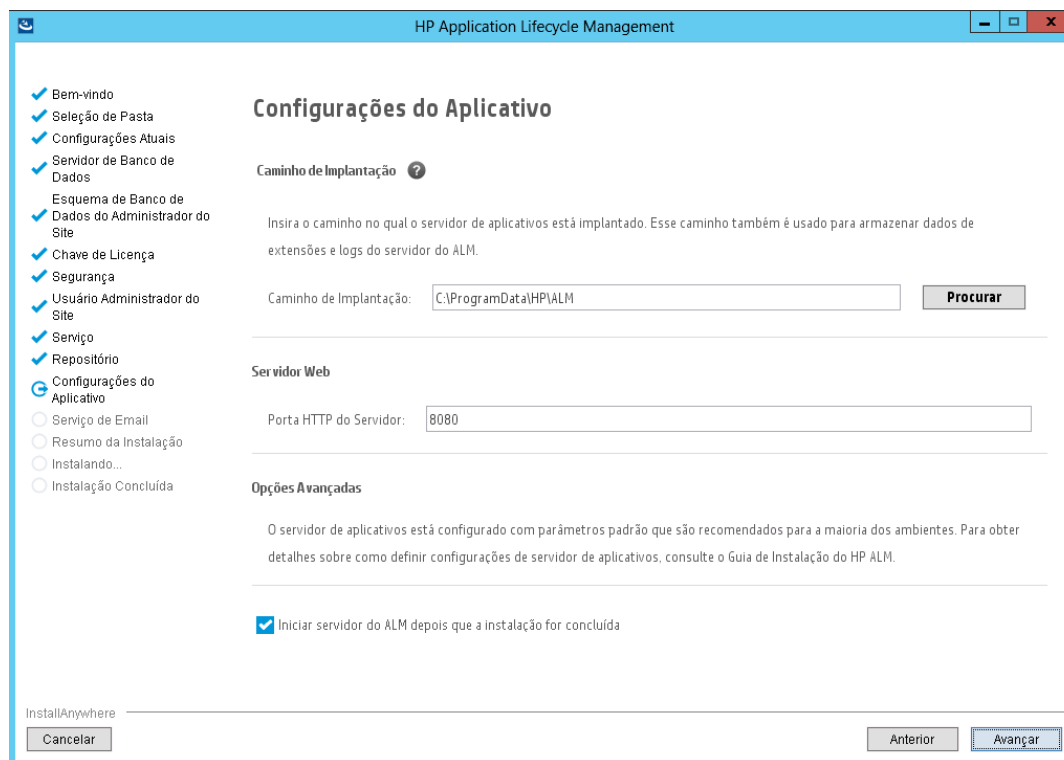 HP Application Lifecycle Management
Bem-vindo
Seleção de Pasta
Configurações Atuais
Servidor de Banco de
Dados
Esquema de Banco de
Dados do Administrador do
Site
Chave de Licença
Segurança
Usuário Administrador do
Site
Serviço
Repositório
Configurações do
Aplicativo
Serviço de Email
Resumo da Instalação
Instalando...
Instalação Concluída
Configurações do Aplicativo
Caminho de Implantação ?
Insira o caminho no qual o servidor de aplicativos está implantado. Esse caminho também é usado para armazenar dados de
extensões e logs do servidor do ALM.
Caminho de Implantação: C:\ProgramData\HP\ALM Procurar
Servidor Web
Porta HTTP do Servidor: 8080
Opções Avançadas
O servidor de aplicativos está configurado com parâmetros padrão que são recomendados para a maioria dos ambientes. Para obter
detalhes sobre como definir configurações de servidor de aplicativos, consulte o Guia de Instalação do HP ALM.
Iniciar servidor do ALM depois que a instalação for concluída
InstallAnywhere
Cancelar Anterior Avançar